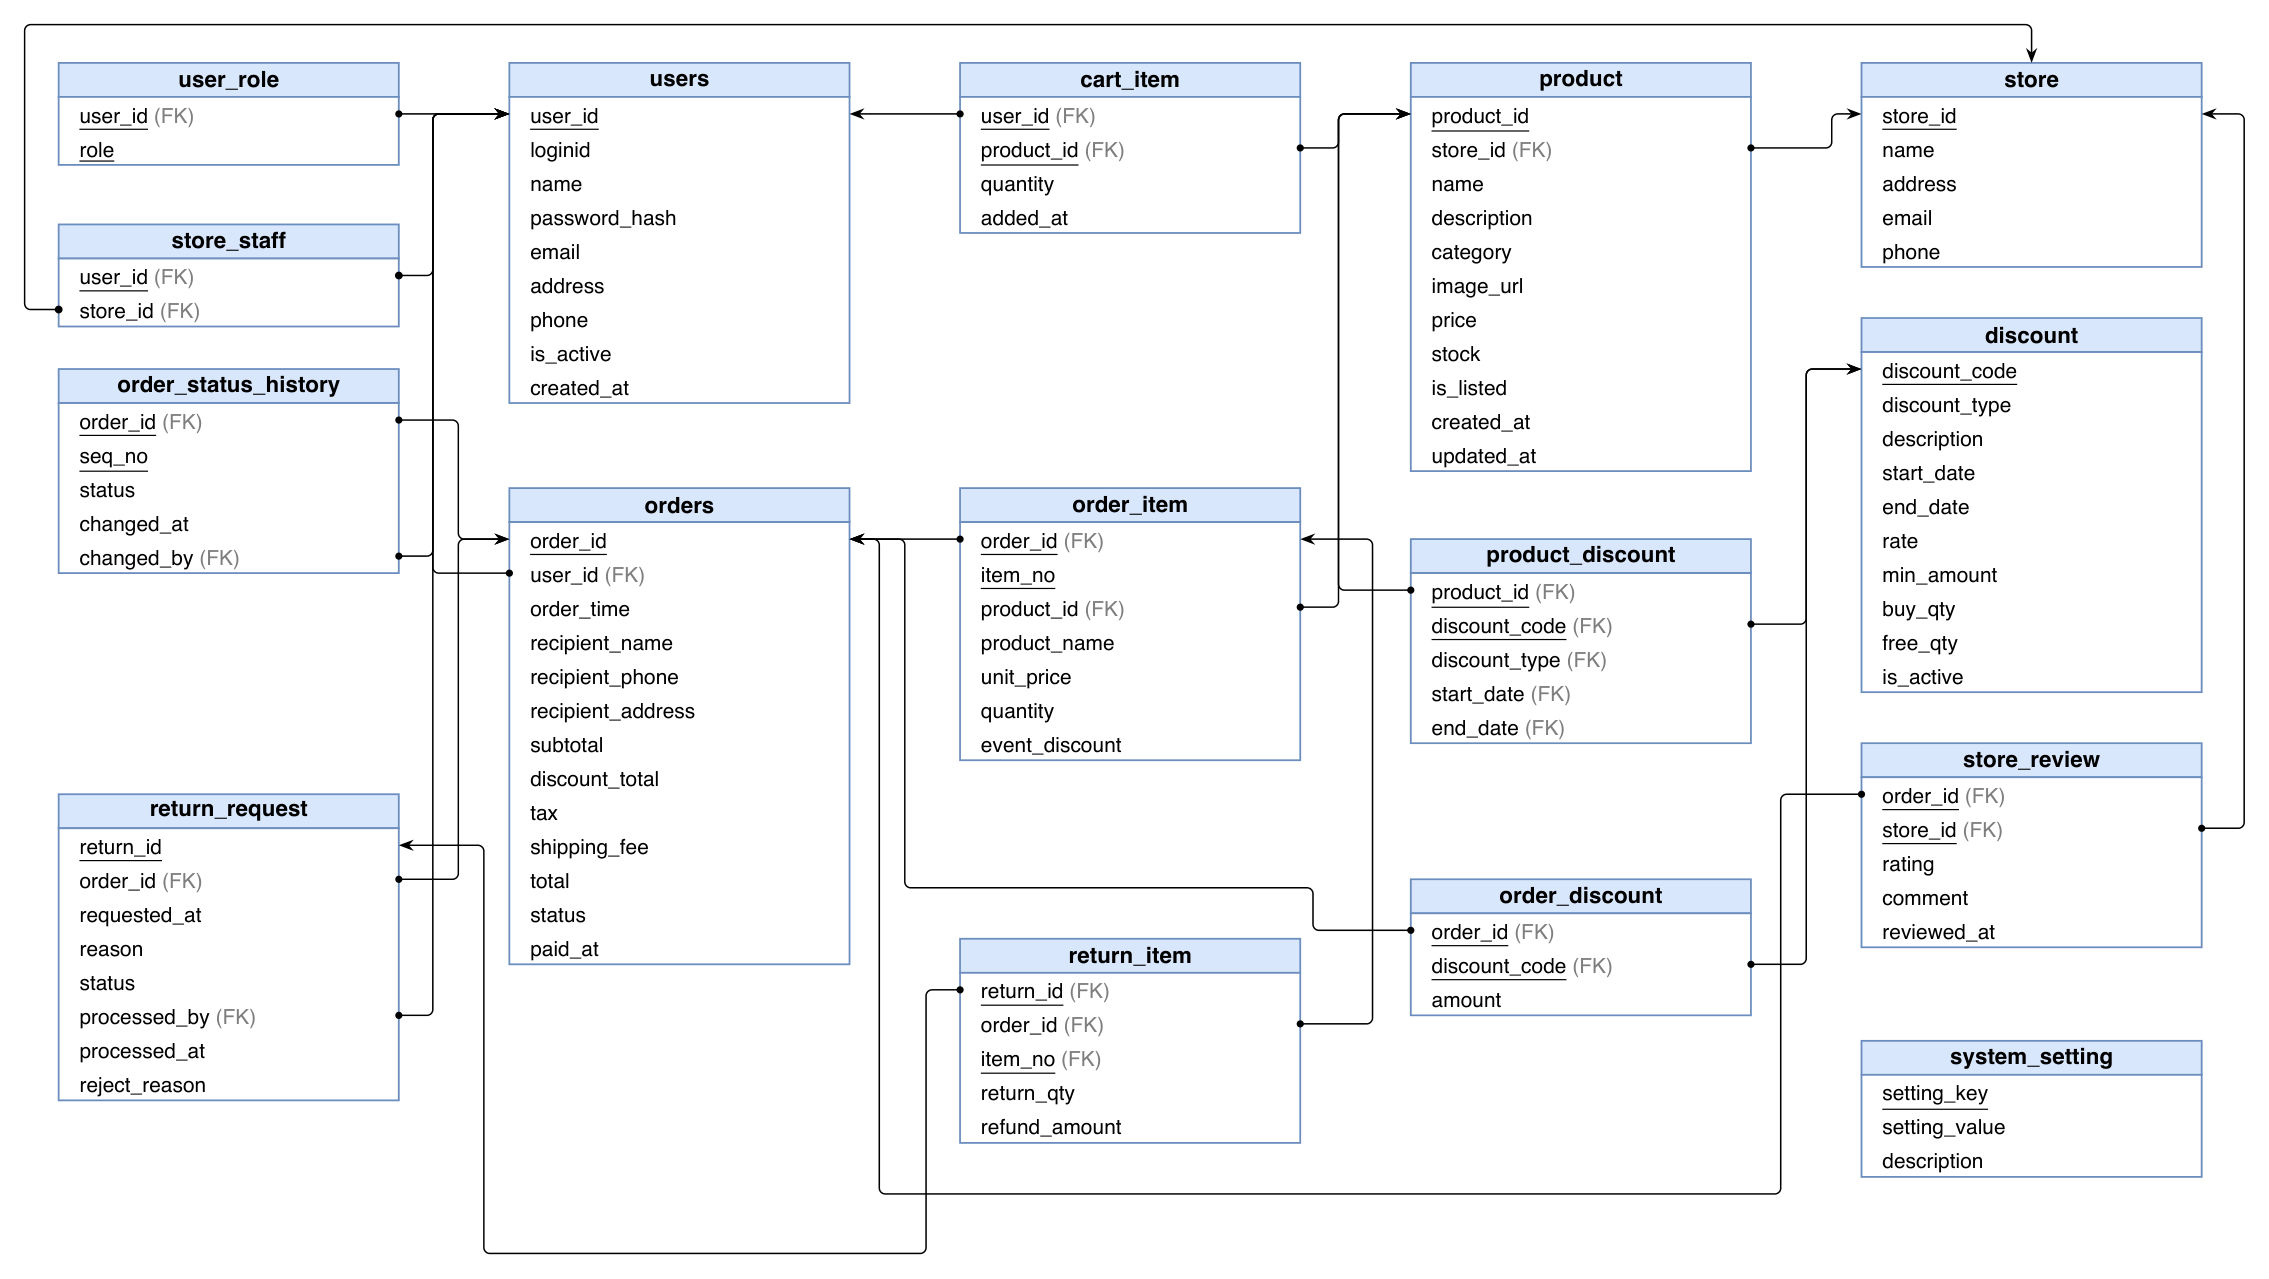 user_role
user_id (FK)
role
store_staff
user_id (FK)
store_id (FK)
order_status_history
order_id (FK)
seq_no
status
changed_at
changed_by (FK)
return_request
return_id
order_id (FK)
requested_at
reason
status
processed_by (FK)
processed_at
reject_reason
users
user_id
loginid
name
password_hash
email
address
phone
is_active
created_at
orders
order_id
user_id (FK)
order_time
recipient_name
recipient_phone
recipient_address
subtotal
discount_total
tax
shipping_fee
total
status
paid_at
cart_item
user_id (FK)
product_id (FK)
quantity
added_at
order_item
order_id (FK)
item_no
product_id (FK)
product_name
unit_price
quantity
event_discount
return_item
return_id (FK)
order_id (FK)
item_no (FK)
return_qty
refund_amount
product
product_id
store_id (FK)
name
description
category
image_url
price
stock
is_listed
created_at
updated_at
product_discount
product_id (FK)
discount_code (FK)
discount_type (FK)
start_date (FK)
end_date (FK)
order_discount
order_id (FK)
discount_code (FK)
amount
store
store_id
name
address
email
phone
discount
discount_code
discount_type
description
start_date
end_date
rate
min_amount
buy_qty
free_qty
is_active
store_review
order_id (FK)
store_id (FK)
rating
comment
reviewed_at
system_setting
setting_key
setting_value
description